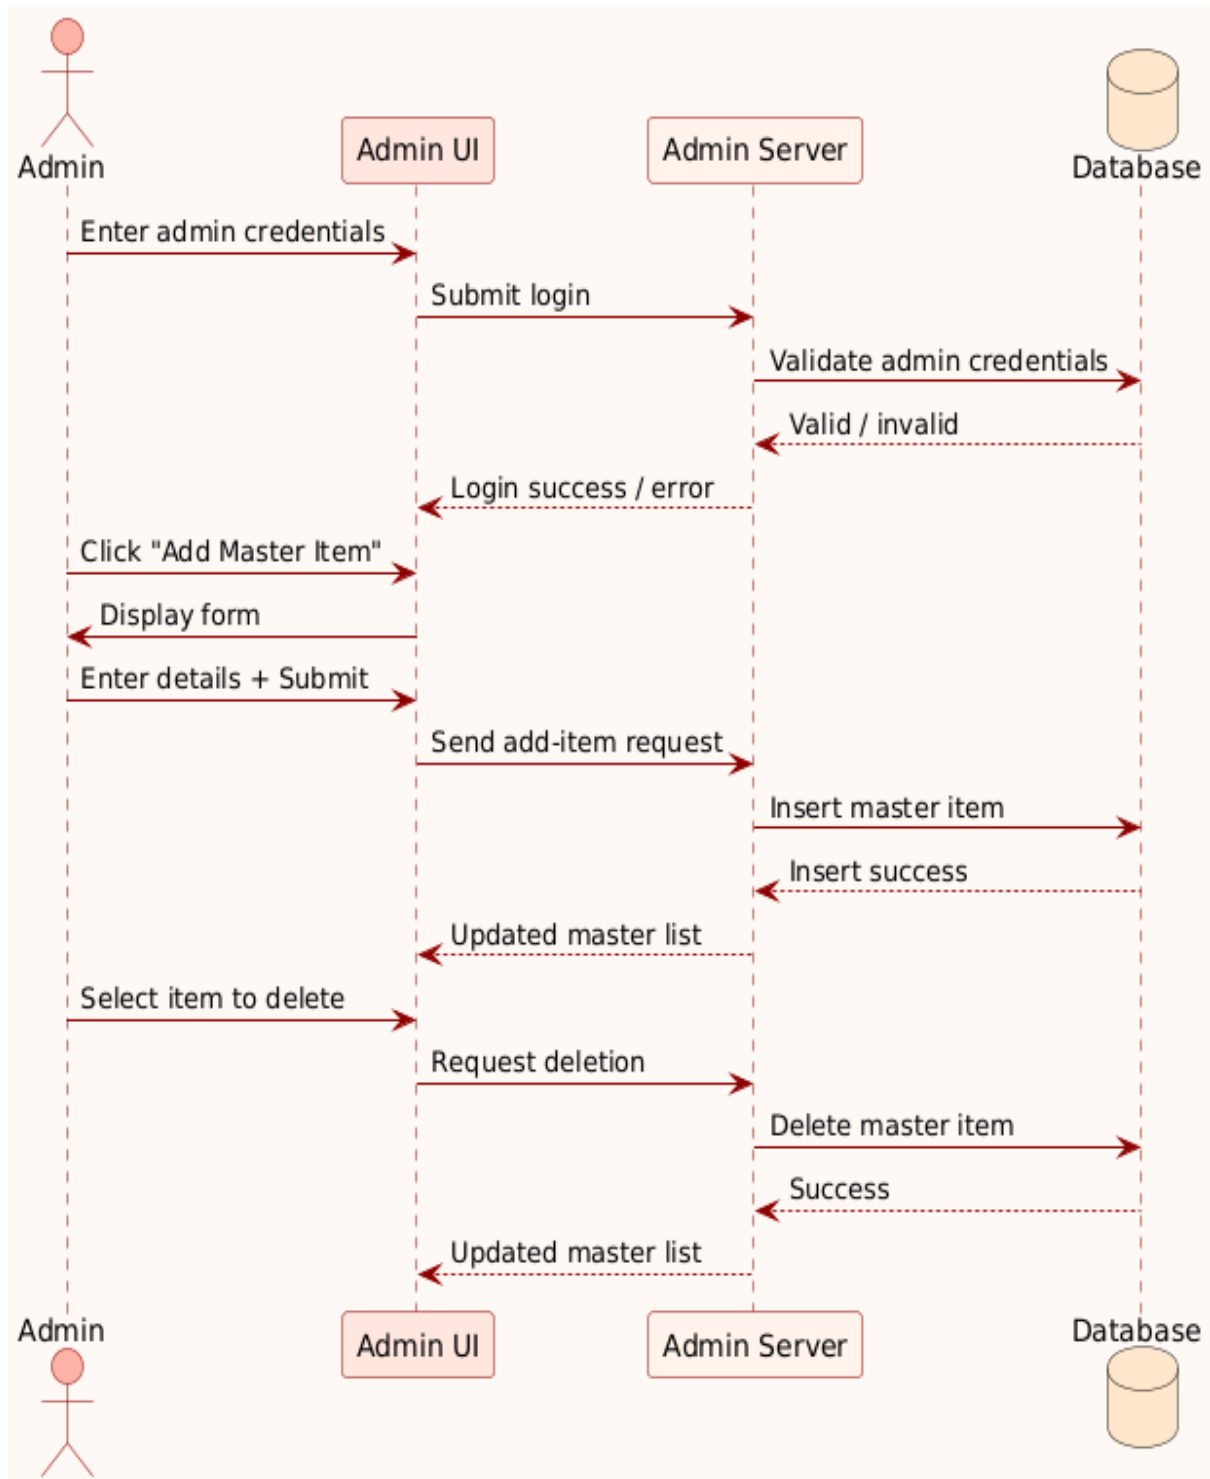 Admin
Admin UI
Admin Server
Database
Enter admin credentials
Submit login
Validate admin credentials
Valid / invalid
Login success / error
Click "Add Master Item"
Display form
Enter details + Submit
Send add-item request
Insert master item
Insert success
Updated master list
Select item to delete
Request deletion
Delete master item
Success
Updated master list
Admin
Admin UI
Admin Server
Database